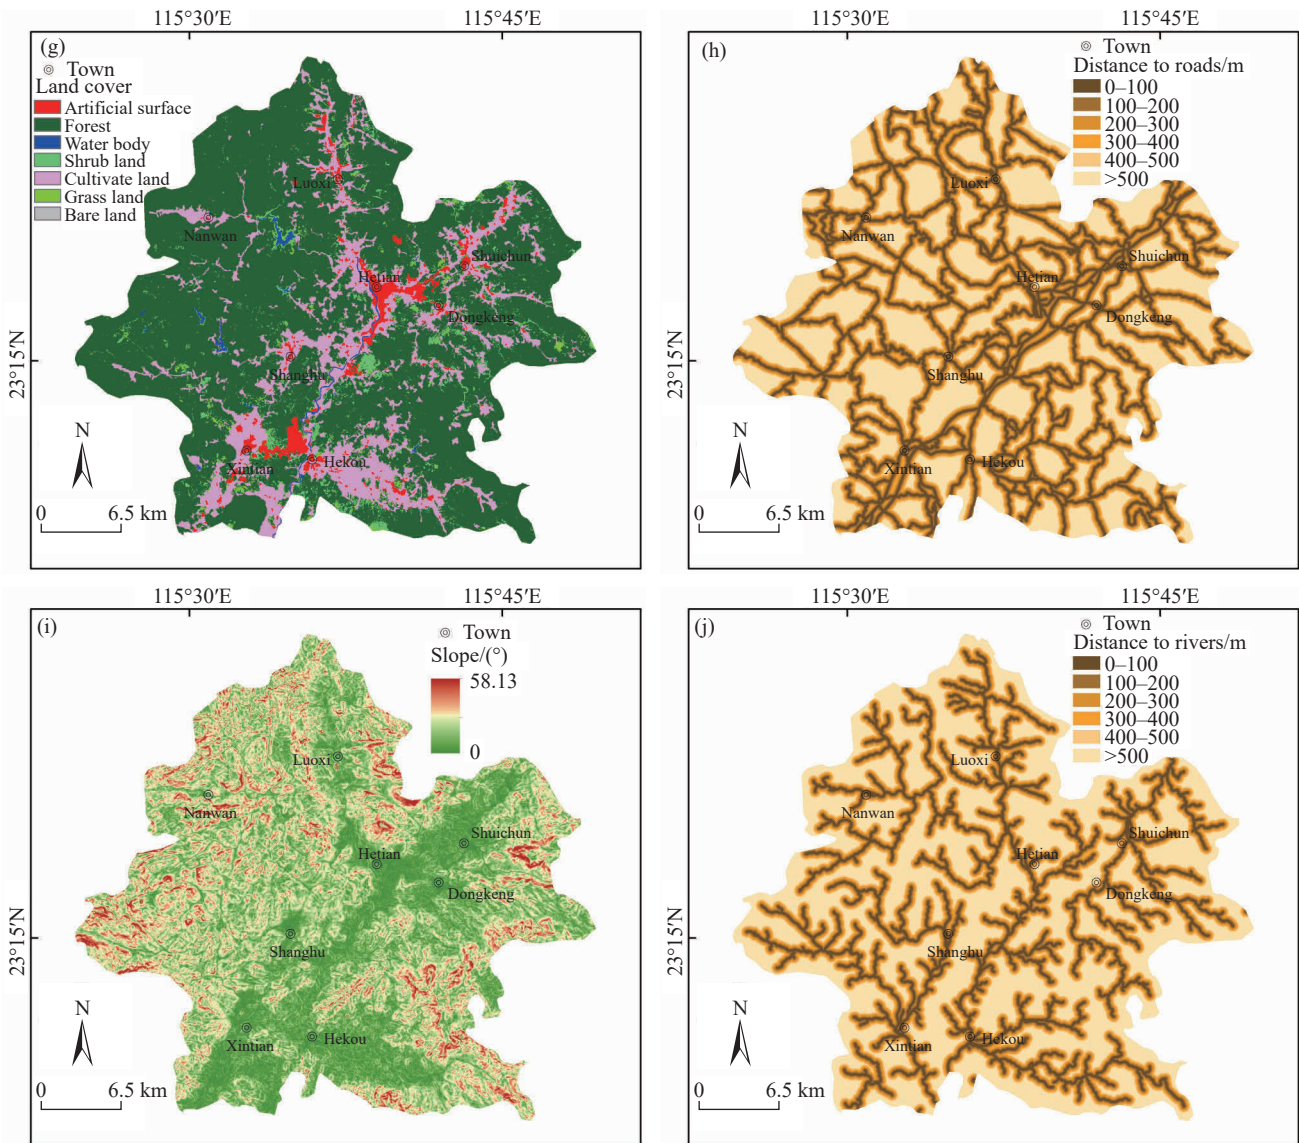 115°30′E
115°45′E
(g)
Town
Land cover
Artificial surface
Forest
Water body
Shrub land
Cultivate land
Grass land
Bare land
Luoxi
Nanwan
Shuichun
Hetian
Dongkeng
23°15′N
Shanghu
N
Xintian
Hekou
0 6.5 km
115°30′E
115°45′E
(h)
Town
Distance to roads/m
0–100
100–200
200–300
300–400
400–500
>500
Luoxi
Nanwan
Shuichun
Hetian
Dongkeng
Shanghu
N
Xintian
Hekou
0 6.5 km
115°30′E
115°45′E
(i)
Town
Slope/(°)
58.13
0
Luoxi
Nanwan
Shuichun
Hetian
Dongkeng
23°15′N
Shanghu
N
Xintian
Hekou
0 6.5 km
115°30′E
115°45′E
(j)
Town
Distance to rivers/m
0–100
100–200
200–300
300–400
400–500
>500
Luoxi
Nanwan
Shuichun
Hetian
Dongkeng
Shanghu
N
Xintian
Hekou
0 6.5 km